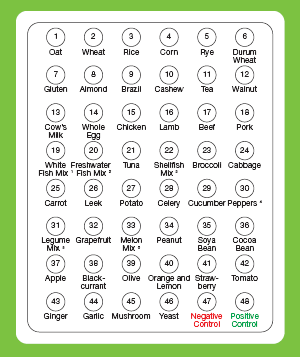 1 2 3 4 5 6
Oat Wheat Rice Corn Rye Durum Wheat
7 8 9 10 11 12
Gluten Almond Brazil Cashew Tea Walnut
13 14 15 16 17 18
Cow's Milk Whole Egg Chicken Lamb Beef Pork
19 20 21 22 23 24
White Fish Mix ¹ Freshwater Fish Mix ² Tuna Shellfish Mix ³ Broccoli Cabbage
25 26 27 28 29 30
Carrot Leek Potato Celery Cucumber Peppers ⁴
31 32 33 34 35 36
Legume Mix ⁵ Grapefruit Melon Mix ⁶ Peanut Soya Bean Cocoa Bean
37 38 39 40 41 42
Apple Black-currant Olive Orange and Lemon Straw-berry Tomato
43 44 45 46 47 48
Ginger Garlic Mushroom Yeast Negative Control Positive Control